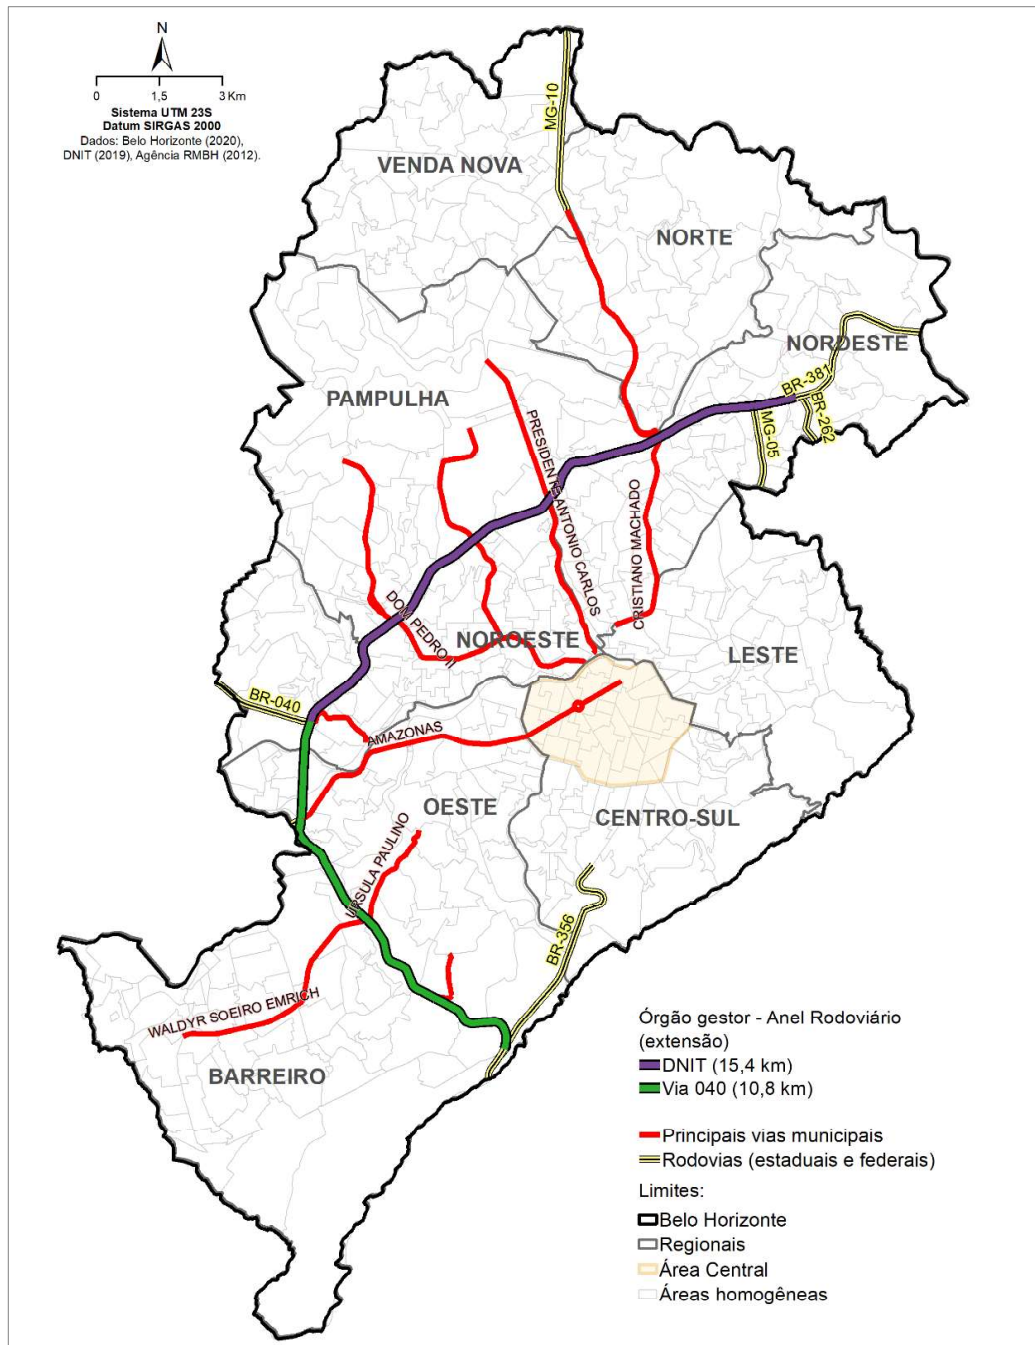 N
0 1,5 3 Km
Sistema UTM 23S
Datum SIRGAS 2000
Dados: Belo Horizonte (2020),
DNIT (2019), Agência RMBH (2012).
MG-10
VENDA NOVA
NORTE
NORDESTE
BR-381
BR-262
MG-05
PAMPULHA
PRESIDENTE ANTONIO CARLOS
CRISTIANO MACHADO
DOM PEDRO II
NOROESTE
LESTE
BR-040
AMAZONAS
OESTE
CENTRO-SUL
URSULA PAULINO
BR-356
WALDYR SOEIRO EMRICH
BARREIRO
Órgão gestor - Anel Rodoviário
(extensão)
DNIT (15,4 km)
Via 040 (10,8 km)
Principais vias municipais
Rodovias (estaduais e federais)
Limites:
Belo Horizonte
Regionais
Área Central
Áreas homogêneas